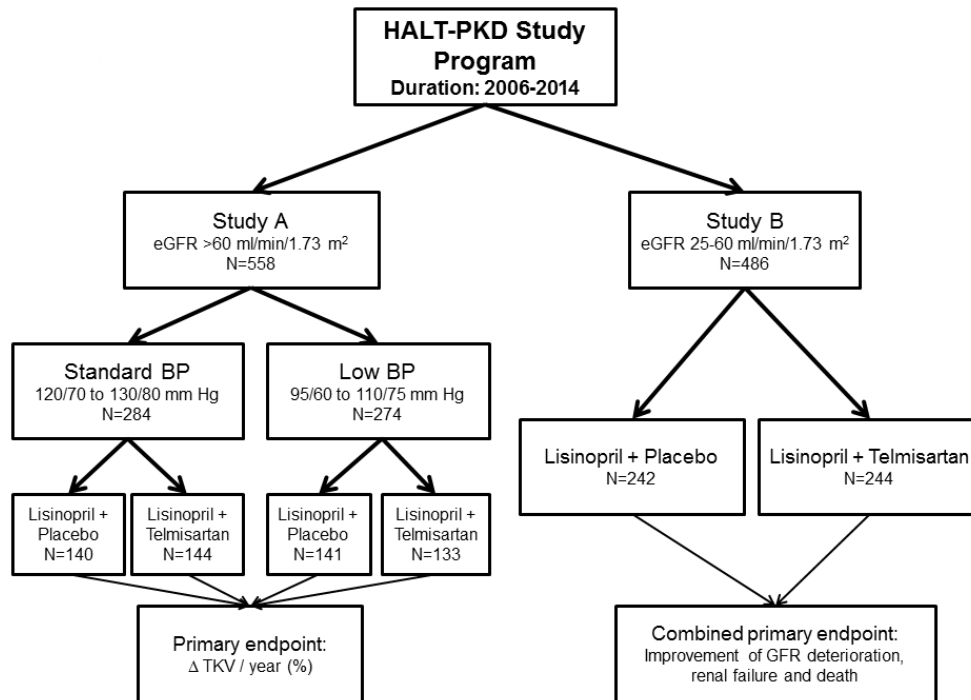 HALT-PKD Study
Program
Duration: 2006-2014
Study A
eGFR >60 ml/min/1.73 m²
N=558
Study B
eGFR 25-60 ml/min/1.73 m²
N=486
Standard BP
120/70 to 130/80 mm Hg
N=284
Low BP
95/60 to 110/75 mm Hg
N=274
Lisinopril + Placebo
N=242
Lisinopril + Telmisartan
N=244
Lisinopril +
Placebo
N=140
Lisinopril +
Telmisartan
N=144
Lisinopril +
Placebo
N=141
Lisinopril +
Telmisartan
N=133
Primary endpoint:
Δ TKV / year (%)
Combined primary endpoint:
Improvement of GFR deterioration,
renal failure and death